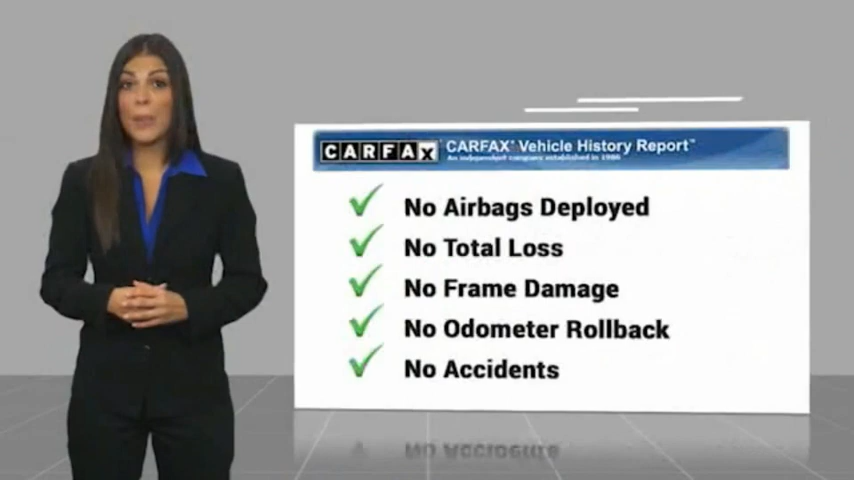 CARFAX
CARFAX Vehicle History Report™
An independent company established in 1986
No Airbags Deployed
No Total Loss
No Frame Damage
No Odometer Rollback
No Accidents